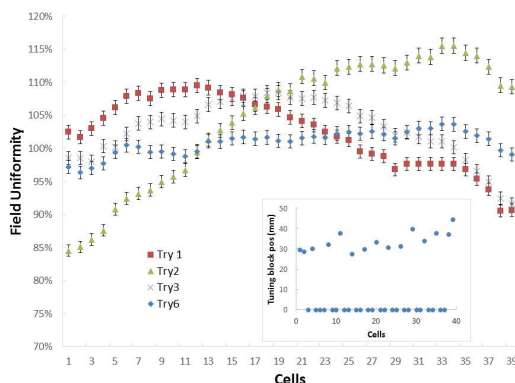 120%
115%
110%
105%
100%
95%
90%
85%
80%
75%
70%
Field Uniformity
Try 1
Try2
Try3
Try6
60
50
40
30
20
10
0
Tuning block pos (mm)
0 10 20 30 40
Cells
1 3 5 7 9 11 13 15 17 19 21 23 25 27 29 31 33 35 37 39
Cells